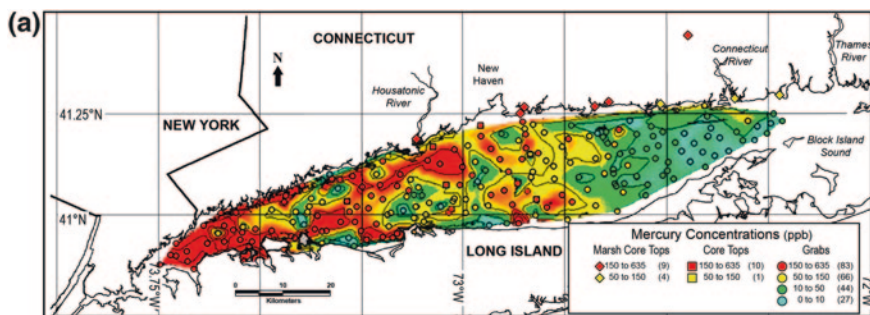 (a)
CONNECTICUT
Connecticut
River
Thames
River
N
New
Haven
Housatonic
River
41.25°N
NEW YORK
Block Island
Sound
41°N
LONG ISLAND
Mercury Concentrations (ppb)
Marsh Core Tops
Core Tops
Grabs
150 to 635 (9)
150 to 635 (10)
150 to 635 (83)
50 to 150 (4)
50 to 150 (1)
50 to 150 (66)
10 to 50 (44)
0 to 10 (27)
73.75°W
73°W
72°W
0 10 20
Kilometers